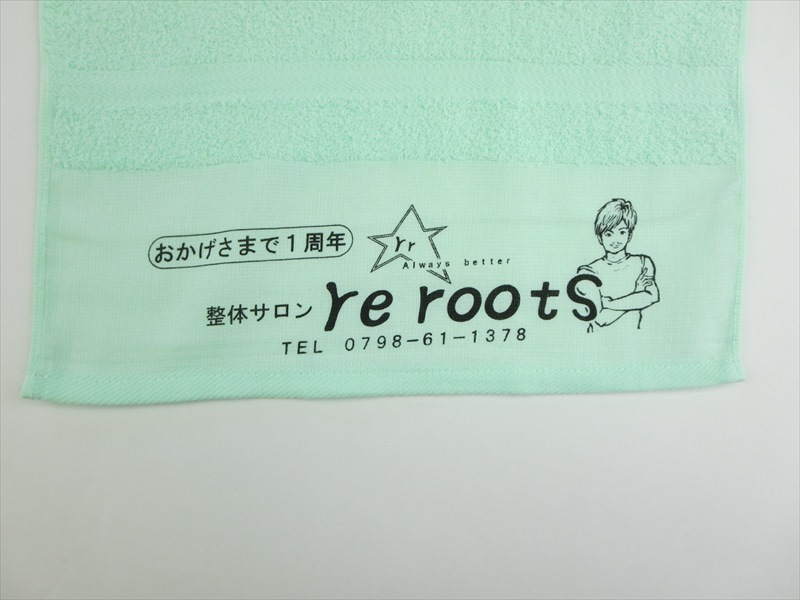 おかげさまで1周年
rr
Always better
整体サロン re roots
TEL 0798-61-1378